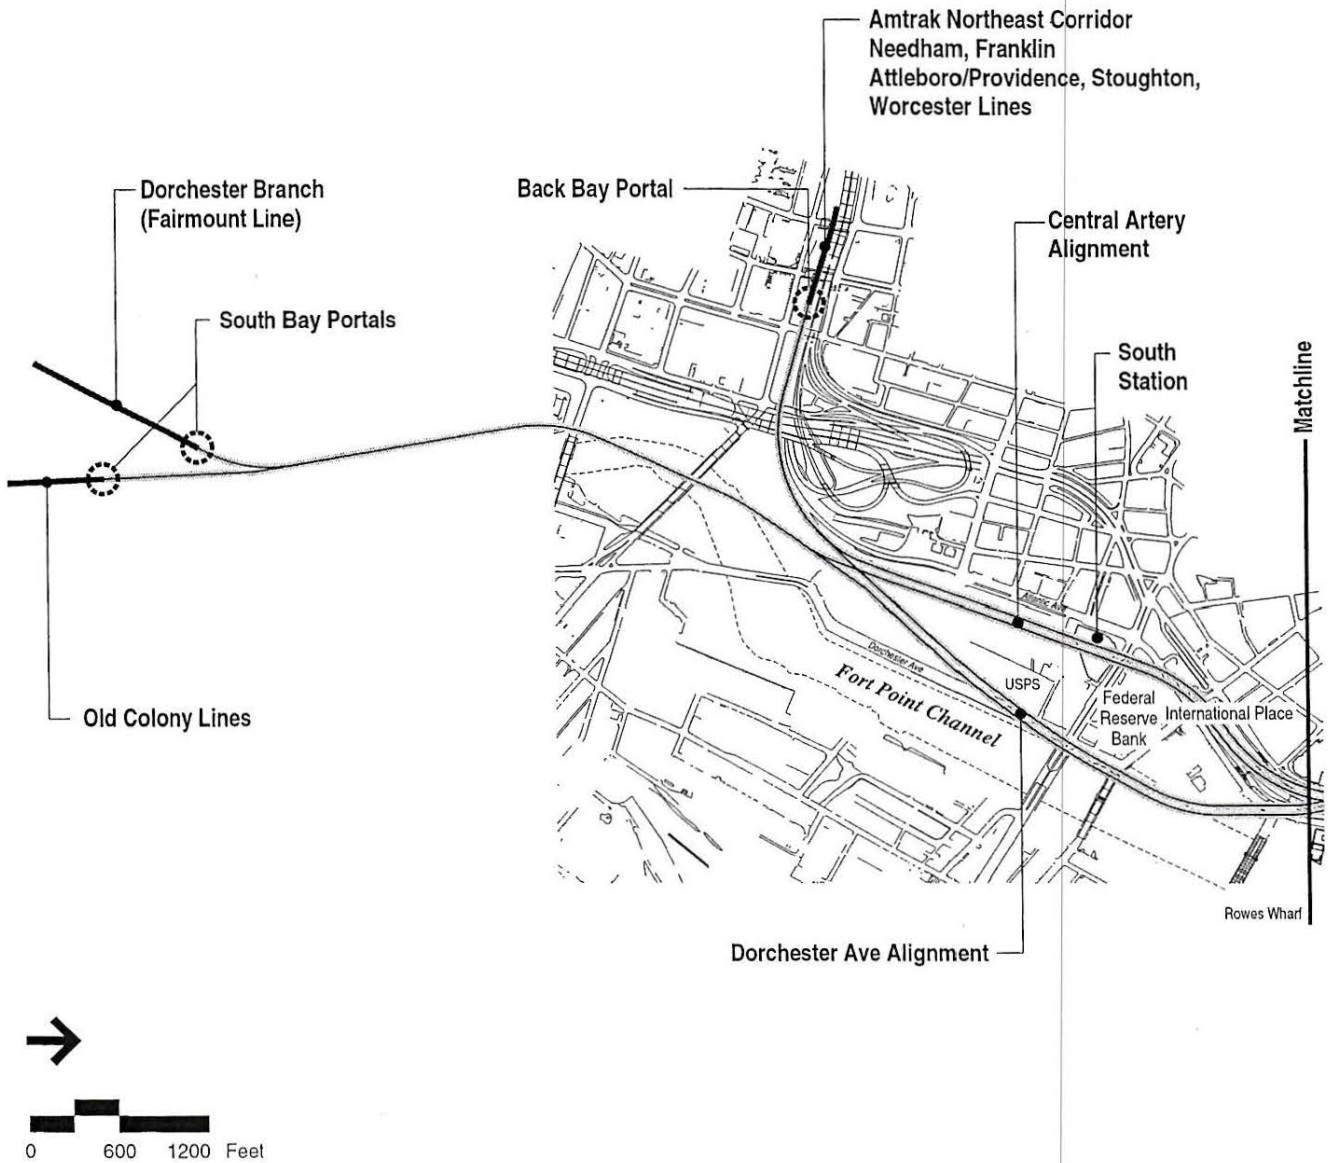 Amtrak Northeast Corridor
Needham, Franklin
Attleboro/Providence, Stoughton,
Worcester Lines
Dorchester Branch
(Fairmount Line)
Back Bay Portal
Central Artery
Alignment
South Bay Portals
South
Station
Matchline
Atlantic Ave
Dorchester Ave
Fort Point Channel
USPS
Federal
Reserve
Bank
International Place
Old Colony Lines
Rowes Wharf
Dorchester Ave Alignment
0 600 1200 Feet